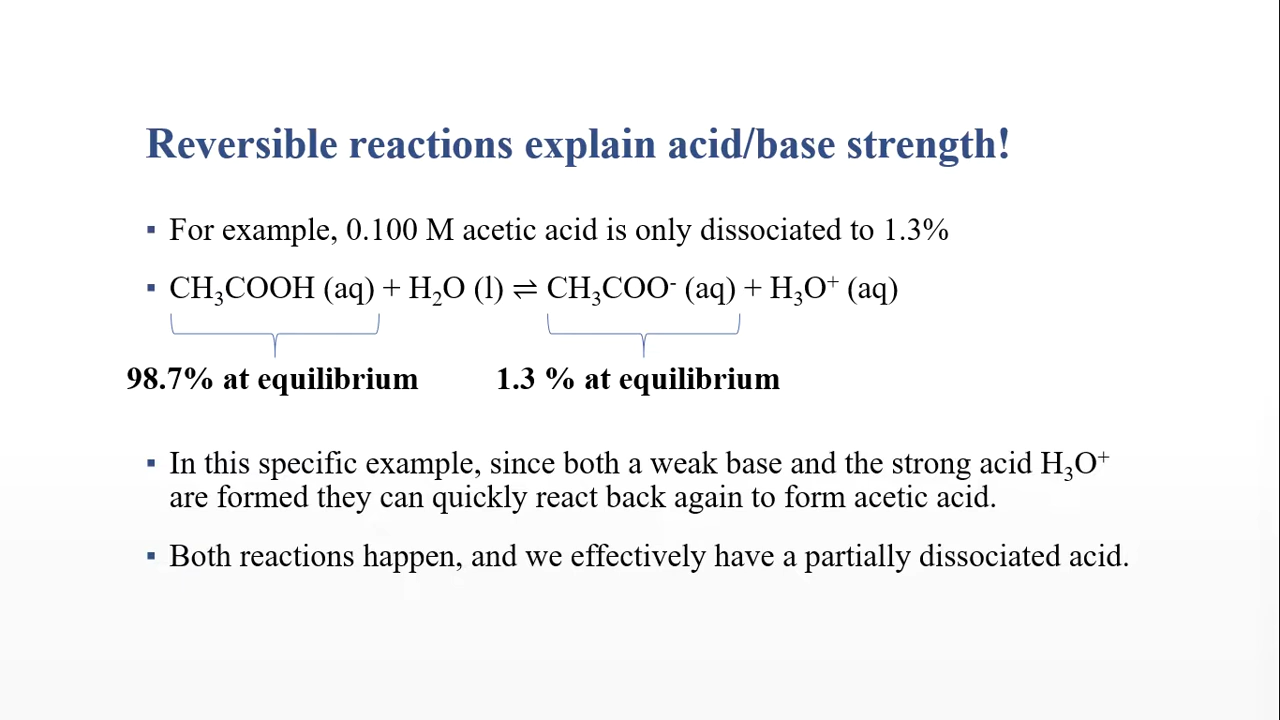 Reversible reactions explain acid/base strength!
▪ For example, 0.100 M acetic acid is only dissociated to 1.3%
▪ CH₃COOH (aq) + H₂O (l) ⇌ CH₃COO⁻ (aq) + H₃O⁺ (aq)
98.7% at equilibrium 1.3 % at equilibrium
▪ In this specific example, since both a weak base and the strong acid H₃O⁺
are formed they can quickly react back again to form acetic acid.
▪ Both reactions happen, and we effectively have a partially dissociated acid.